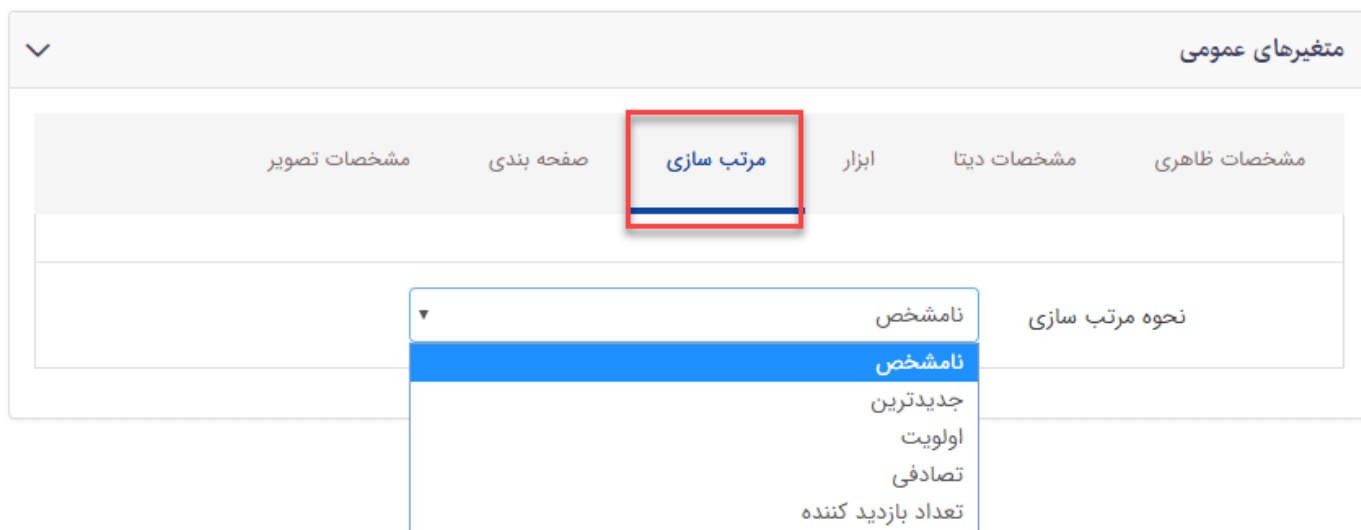 متغیرهای عمومی
مشخصات ظاهری مشخصات دیتا ابزار مرتب سازی صفحه بندی مشخصات تصویر
نحوه مرتب سازی نامشخص
نامشخص
جدیدترین
اولویت
تصادفی
تعداد بازدید کننده